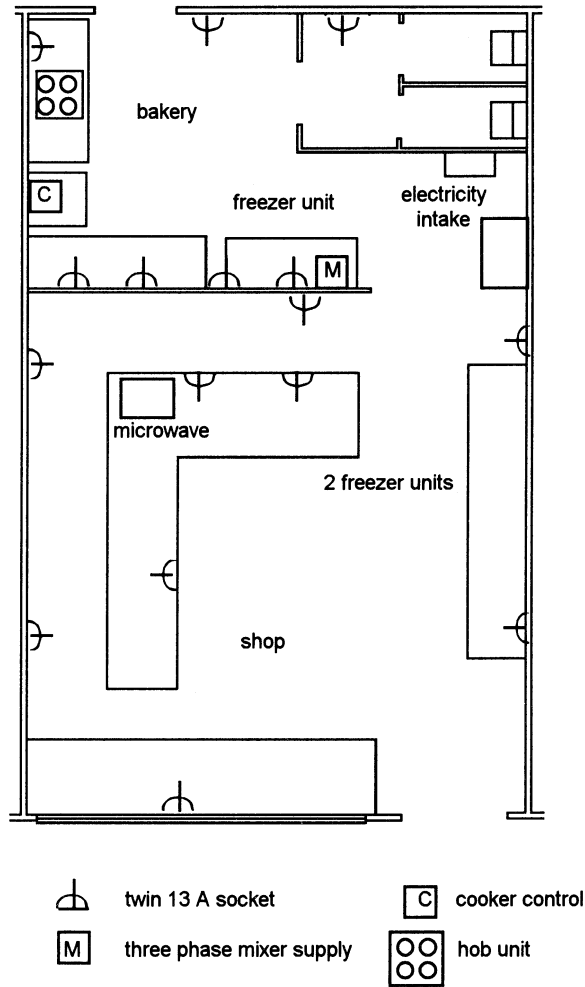 bakery
C
freezer unit
electricity
intake
M
microwave
2 freezer units
shop
twin 13 A socket
C cooker control
M three phase mixer supply
hob unit